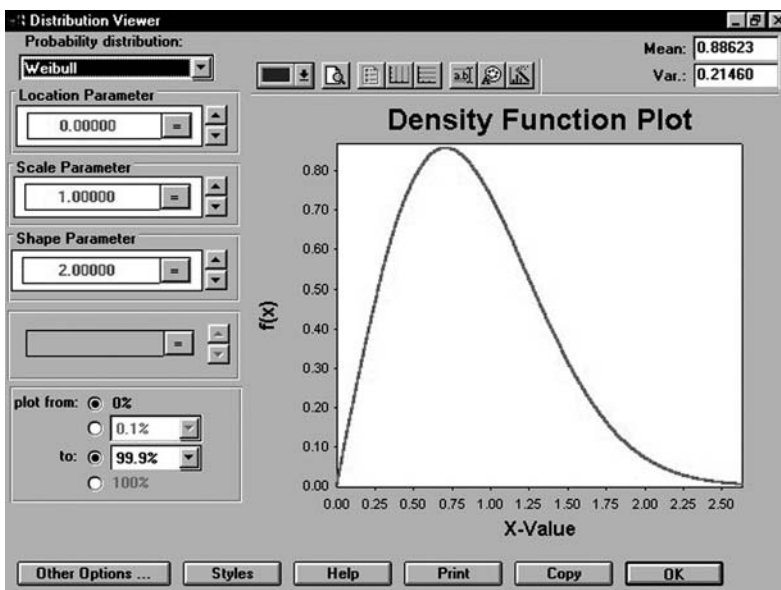 Distribution Viewer
Probability distribution:
Weibull
Mean: 0.88623
Var.: 0.21460
Location Parameter
0.00000 =
Scale Parameter
1.00000 =
Shape Parameter
2.00000 =
=
plot from: 0%
0.1%
to: 99.9%
100%
ab
Density Function Plot
0.80
0.70
0.60
0.50
0.40
0.30
0.20
0.10
0.00
f(x)
0.00 0.25 0.50 0.75 1.00 1.25 1.50 1.75 2.00 2.25 2.50
X-Value
Other Options ... Styles Help Print Copy OK